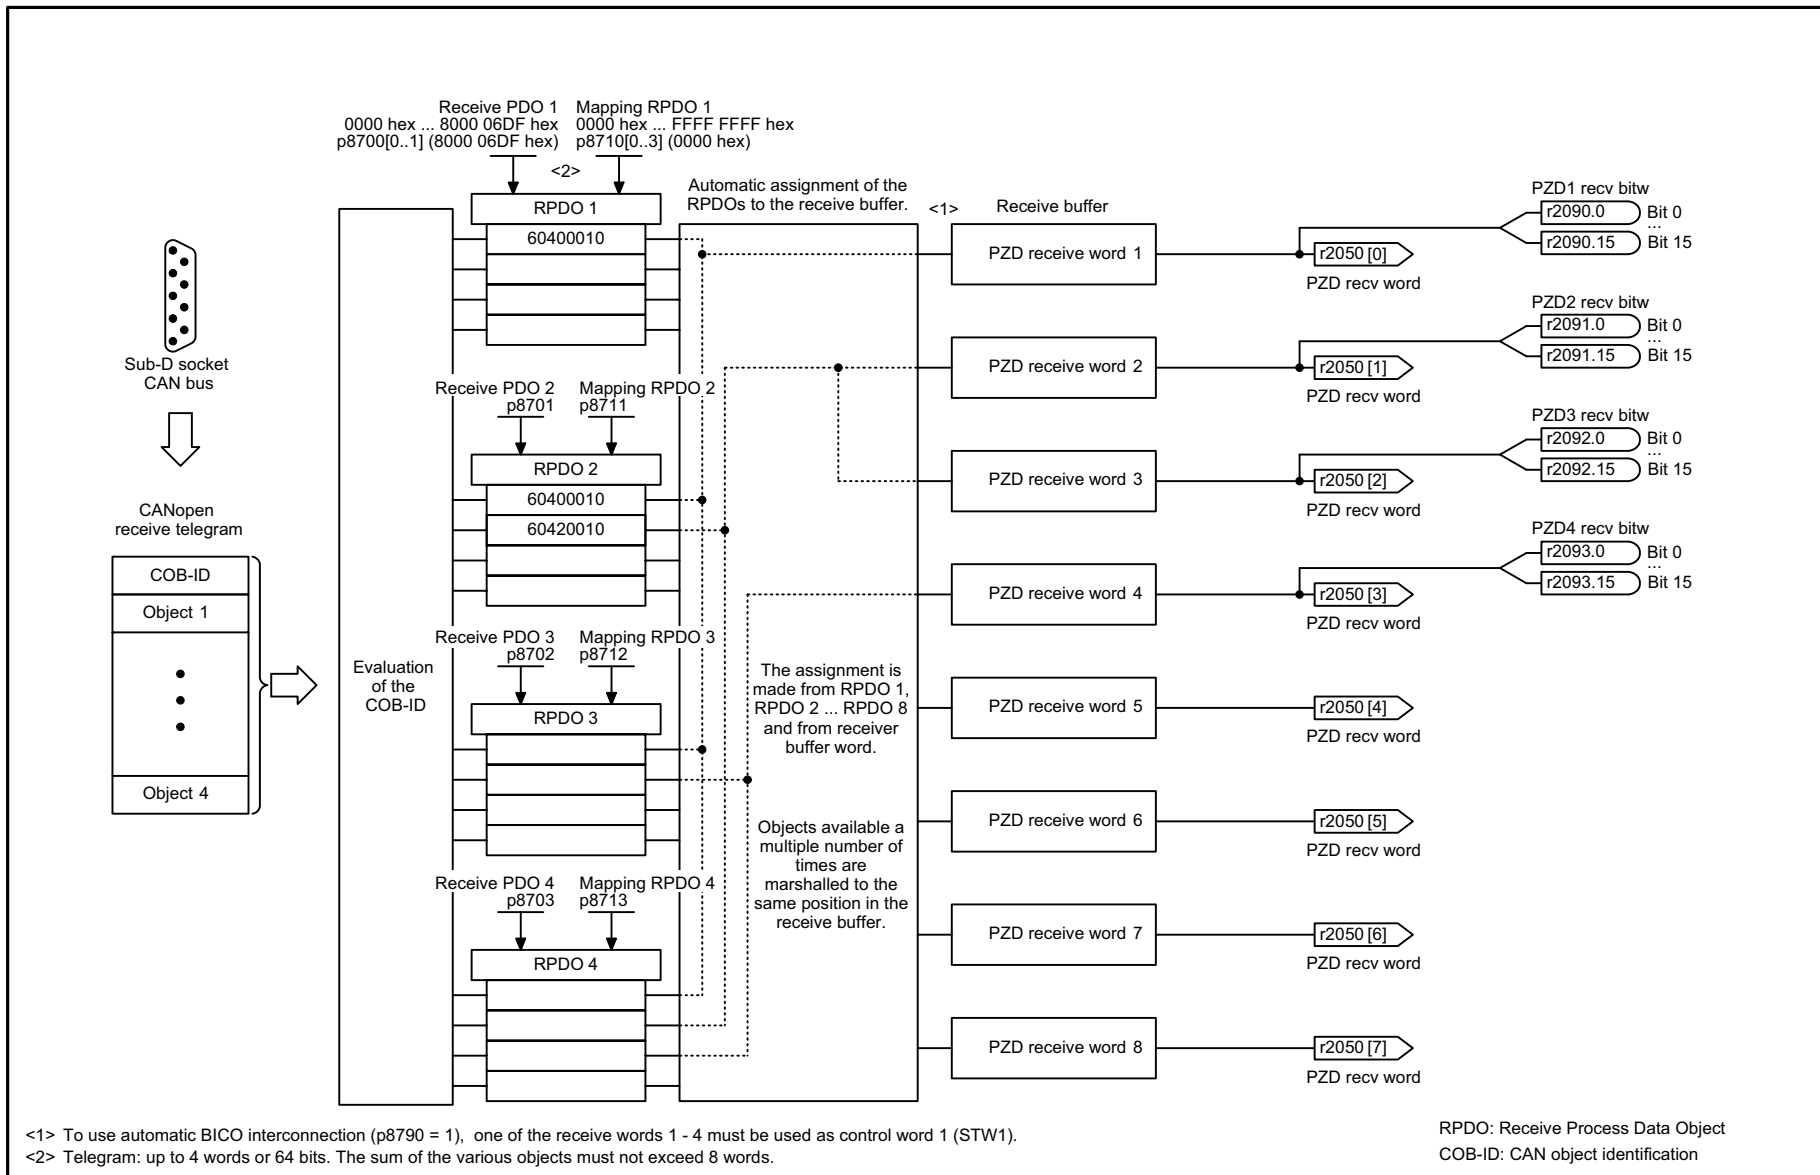 Receive PDO 1
0000 hex ... 8000 06DF hex
p8700[0..1] (8000 06DF hex)
Mapping RPDO 1
0000 hex ... FFFF FFFF hex
p8710[0..3] (0000 hex)
<2>
RPDO 1
60400010
Automatic assignment of the
RPDOs to the receive buffer.
<1>
Receive buffer
PZD receive word 1
r2050 [0]
PZD recv word
PZD1 recv bitw
r2090.0
Bit 0
...
r2090.15
Bit 15
Sub-D socket
CAN bus
Receive PDO 2
p8701
Mapping RPDO 2
p8711
RPDO 2
60400010
60420010
PZD receive word 2
r2050 [1]
PZD recv word
PZD2 recv bitw
r2091.0
Bit 0
...
r2091.15
Bit 15
PZD receive word 3
r2050 [2]
PZD recv word
PZD3 recv bitw
r2092.0
Bit 0
...
r2092.15
Bit 15
CANopen
receive telegram
COB-ID
Object 1
Object 4
Evaluation
of the
COB-ID
PZD receive word 4
r2050 [3]
PZD recv word
PZD4 recv bitw
r2093.0
Bit 0
...
r2093.15
Bit 15
Receive PDO 3
p8702
Mapping RPDO 3
p8712
RPDO 3
The assignment is
made from RPDO 1,
RPDO 2 ... RPDO 8
and from receiver
buffer word.
PZD receive word 5
r2050 [4]
PZD recv word
PZD receive word 6
r2050 [5]
PZD recv word
Objects available a
multiple number of
times are
marshalled to the
same position in the
receive buffer.
Receive PDO 4
p8703
Mapping RPDO 4
p8713
RPDO 4
PZD receive word 7
r2050 [6]
PZD recv word
PZD receive word 8
r2050 [7]
PZD recv word
<1> To use automatic BICO interconnection (p8790 = 1), one of the receive words 1 - 4 must be used as control word 1 (STW1).
<2> Telegram: up to 4 words or 64 bits. The sum of the various objects must not exceed 8 words.
RPDO: Receive Process Data Object
COB-ID: CAN object identification